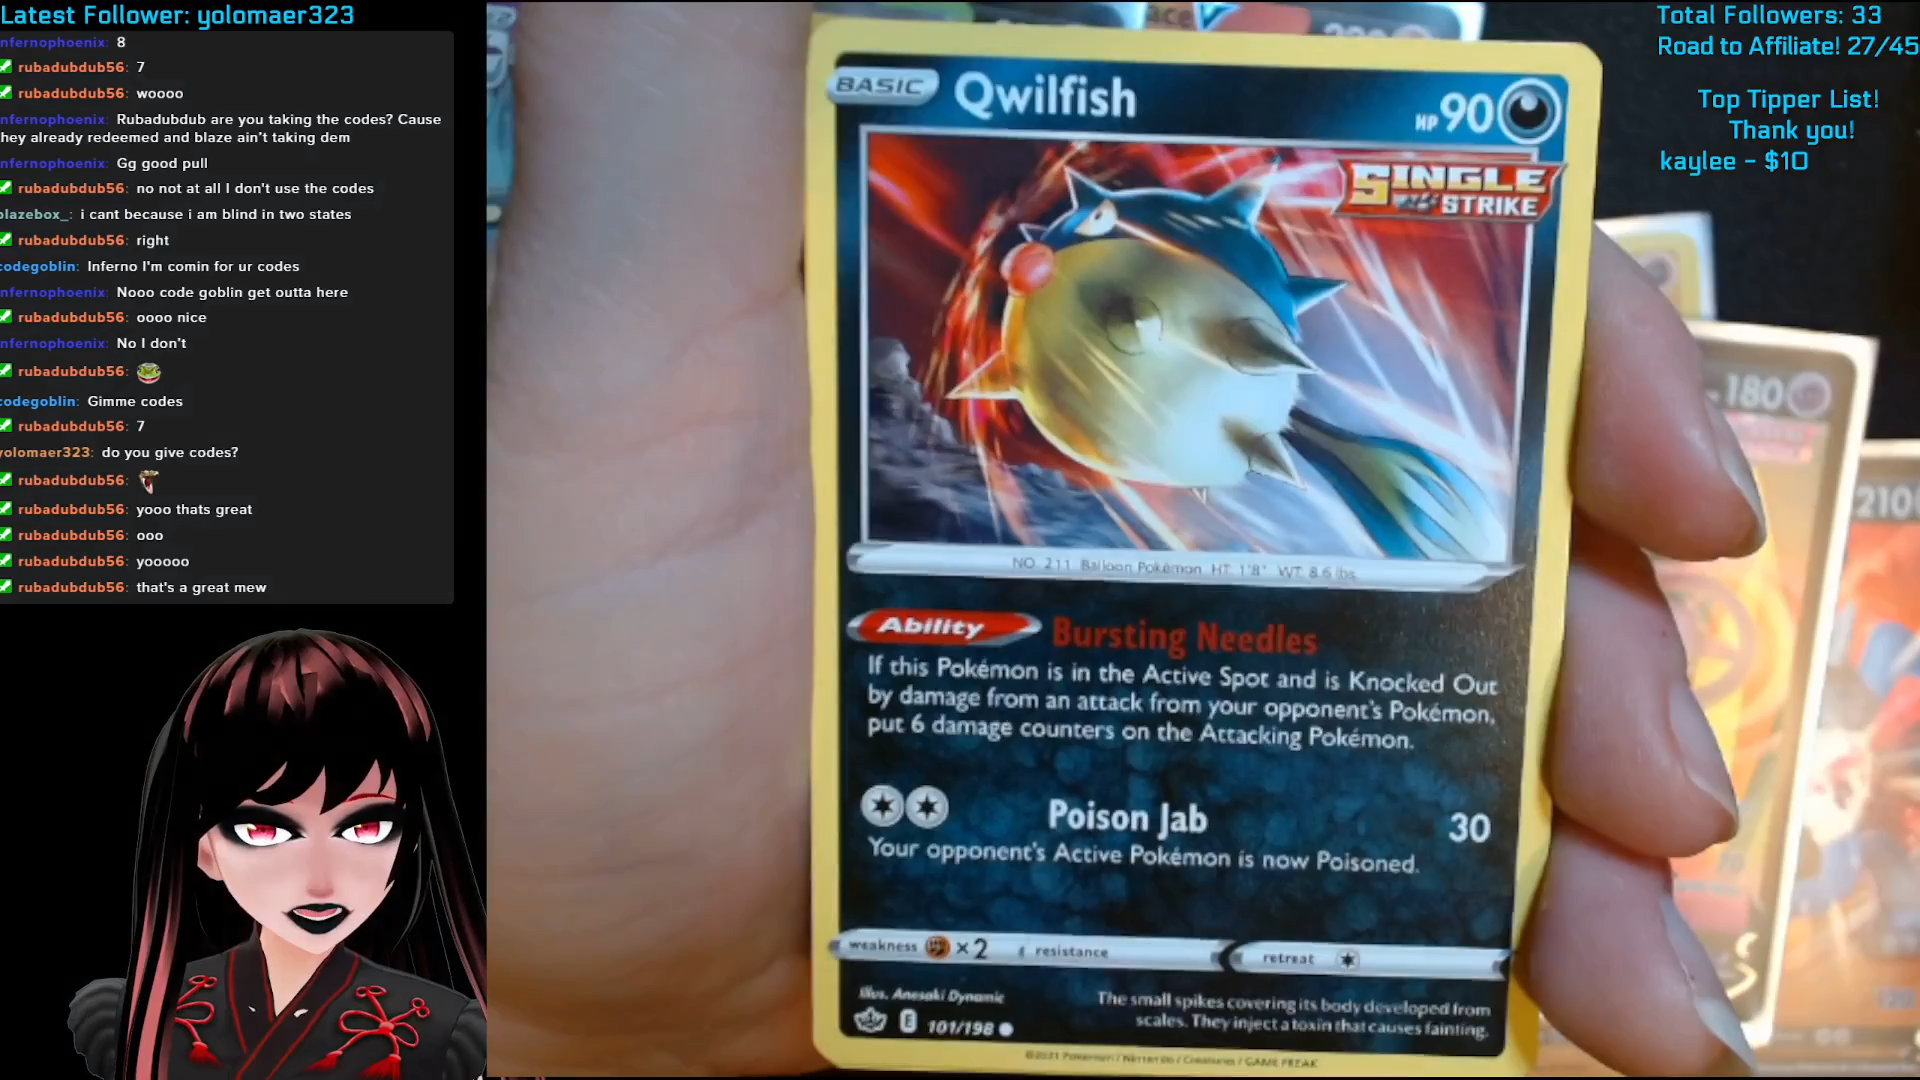 Latest Follower: yolomaer323
nfernophoenix: 8
rubadubdub56: 7
rubadubdub56: woooo
nfernophoenix: Rubadubdub are you taking the codes? Cause
hey already redeemed and blaze ain't taking dem
nfernophoenix: Gg good pull
rubadubdub56: no not at all I don't use the codes
blazebox_: i cant because i am blind in two states
rubadubdub56: right
codegoblin: Inferno I'm comin for ur codes
nfernophoenix: Nooo code goblin get outta here
rubadubdub56: oooo nice
nfernophoenix: No I don't
rubadubdub56:
codegoblin: Gimme codes
rubadubdub56: 7
yolomaer323: do you give codes?
rubadubdub56:
rubadubdub56: yooo thats great
rubadubdub56: ooo
rubadubdub56: yooooo
rubadubdub56: that's a great mew
BASIC Qwilfish HP 90
SINGLE
STRIKE
NO. 211 Balloon Pokémon HT. 1'8" WT. 8.6 lbs.
Ability Bursting Needles
If this Pokémon is in the Active Spot and is Knocked Out
by damage from an attack from your opponent's Pokémon,
put 6 damage counters on the Attacking Pokémon.
Poison Jab 30
Your opponent's Active Pokémon is now Poisoned.
weakness ×2 resistance retreat
Illus. Anesaki Dynamic
The small spikes covering its body developed from
scales. They inject a toxin that causes fainting.
E 101/198
©2021 Pokémon / Nintendo / Creatures / GAME FREAK
180
210
Total Followers: 33
Road to Affiliate! 27/45
Top Tipper List!
Thank you!
kaylee - $10